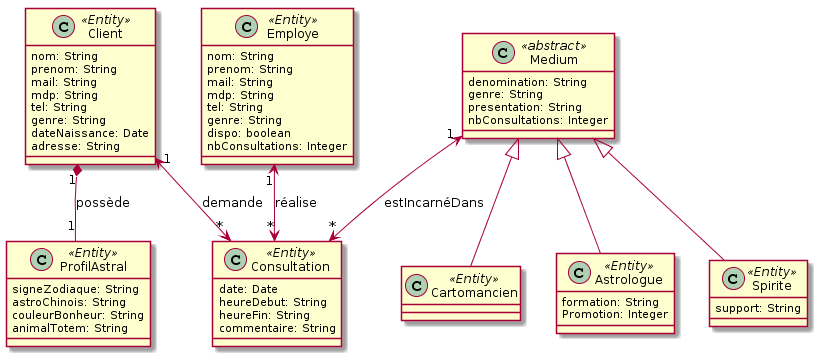 C «Entity»
Client
nom: String
prenom: String
mail: String
mdp: String
tel: String
genre: String
dateNaissance: Date
adresse: String
C «Entity»
Employe
nom: String
prenom: String
mail: String
mdp: String
tel: String
genre: String
dispo: boolean
nbConsultations: Integer
C «abstract»
Medium
denomination: String
genre: String
presentation: String
nbConsultations: Integer
1
1
1
1
possède
demande
réalise
estIncarnéDans
1
*
*
*
C «Entity»
ProfilAstral
signeZodiaque: String
astroChinois: String
couleurBonheur: String
animalTotem: String
C «Entity»
Consultation
date: Date
heureDebut: String
heureFin: String
commentaire: String
C «Entity»
Cartomancien
C «Entity»
Astrologue
formation: String
Promotion: Integer
C «Entity»
Spirite
support: String